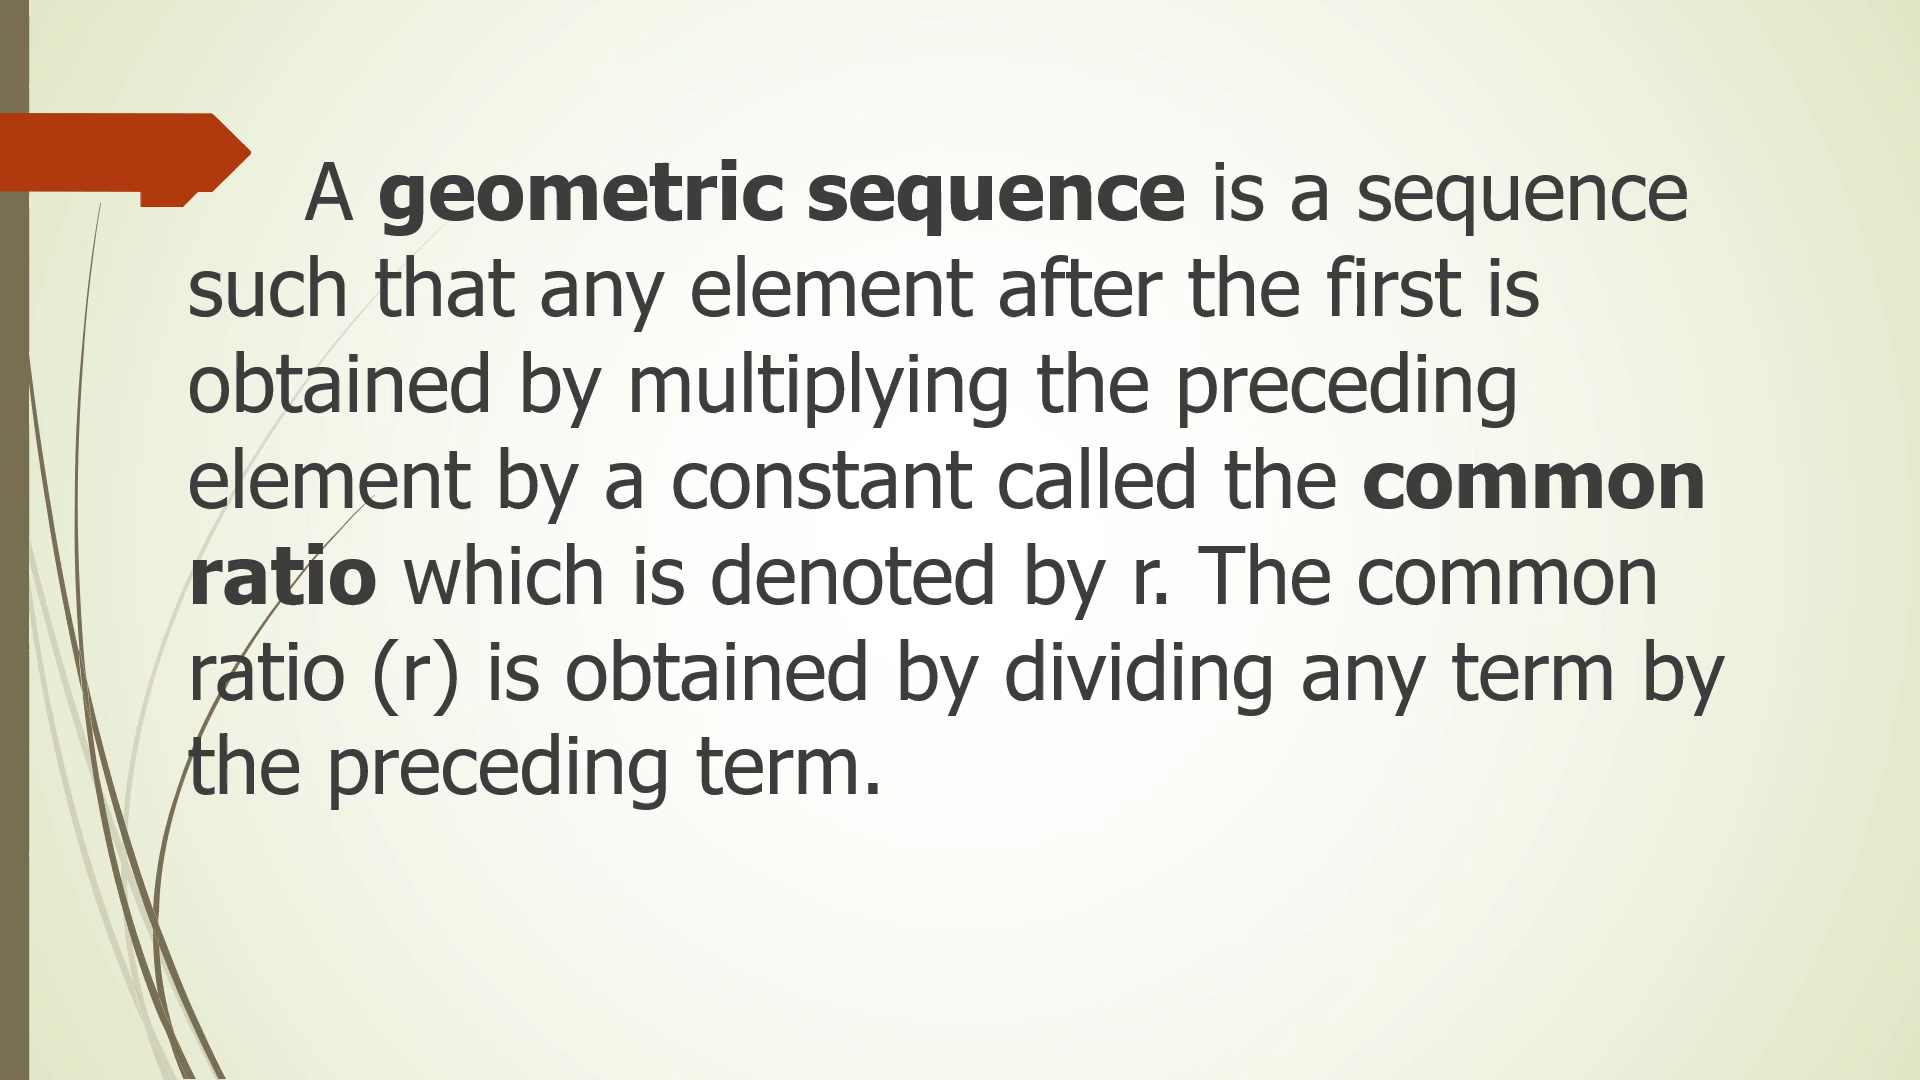 A geometric sequence is a sequence
such that any element after the first is
obtained by multiplying the preceding
element by a constant called the common
ratio which is denoted by r. The common
ratio (r) is obtained by dividing any term by
the preceding term.